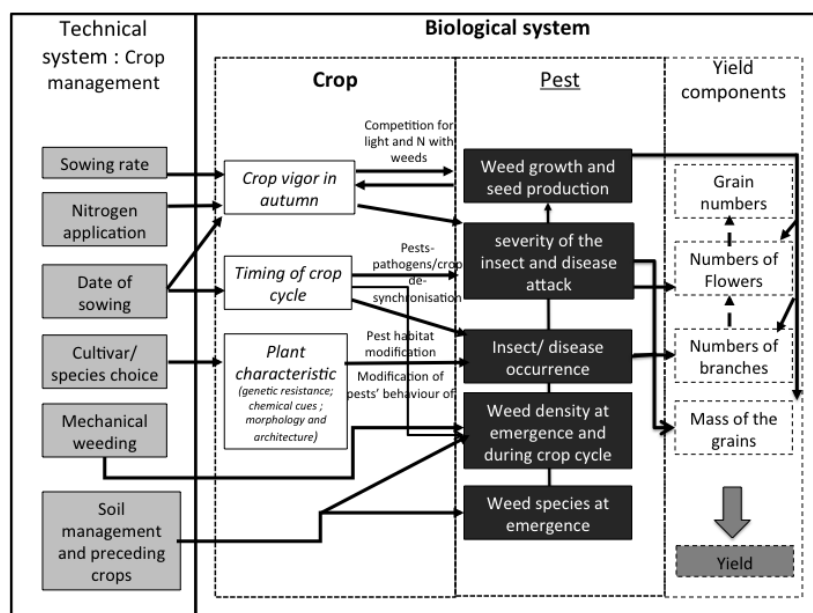 Technical
system : Crop
management
Biological system
Crop
Pest
Yield
components
Sowing rate
Nitrogen
application
Date of
sowing
Cultivar/
species choice
Mechanical
weeding
Soil
management
and preceding
crops
Crop vigor in
autumn
Timing of crop
cycle
Plant
characteristic
(genetic resistance;
chemical cues ;
morphology and
architecture)
Competition for
light and N with
weeds
Pests-
pathogens/crop
de-
synchronisation
Pest habitat
modification
Modification of
pests' behaviour of
Weed growth and
seed production
severity of the
insect and disease
attack
Insect/ disease
occurrence
Weed density at
emergence and
during crop cycle
Weed species at
emergence
Grain
numbers
Numbers of
Flowers
Numbers of
branches
Mass of the
grains
Yield